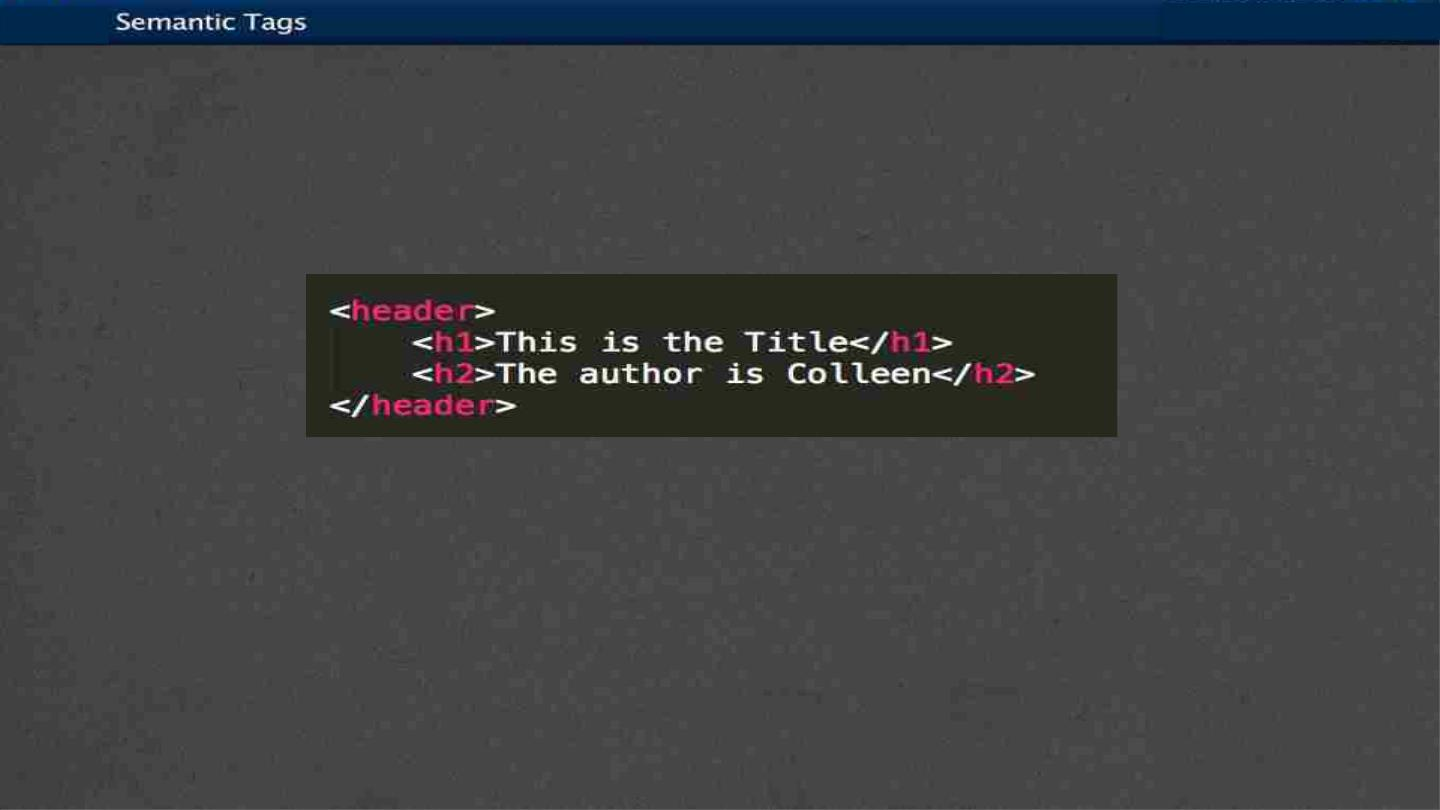 Semantic Tags
<header>
<h1>This is the Title</h1>
<h2>The author is Colleen</h2>
</header>